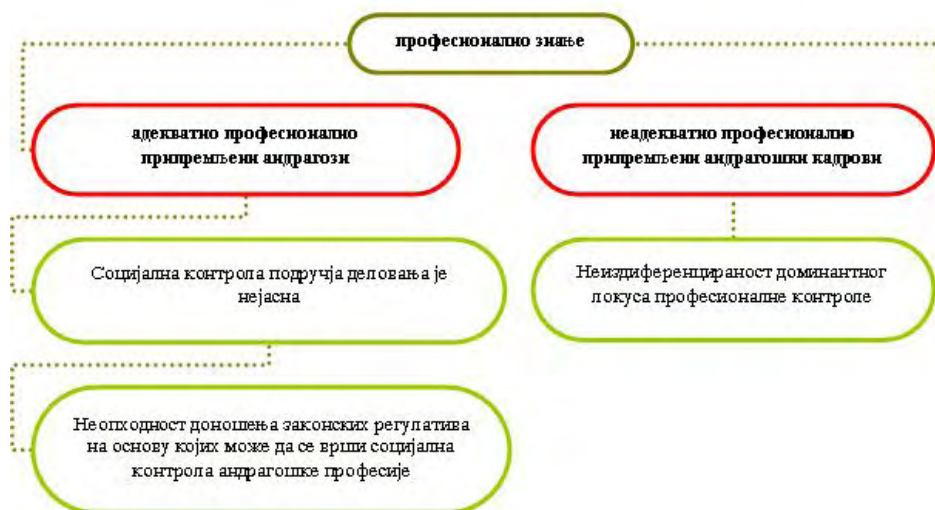 професионално знање
адекватно професионално
припремљени андрагози
неадекватно професионално
припремљени андрагошки кадрови
Социјална контрола подручја деловања је
нејасна
Неиздиференцираност доминантног
локуса професионалне контроле
Неопходност доношења законских регулатива
на основу којих може да се врши социјална
контрола андрагошке професије